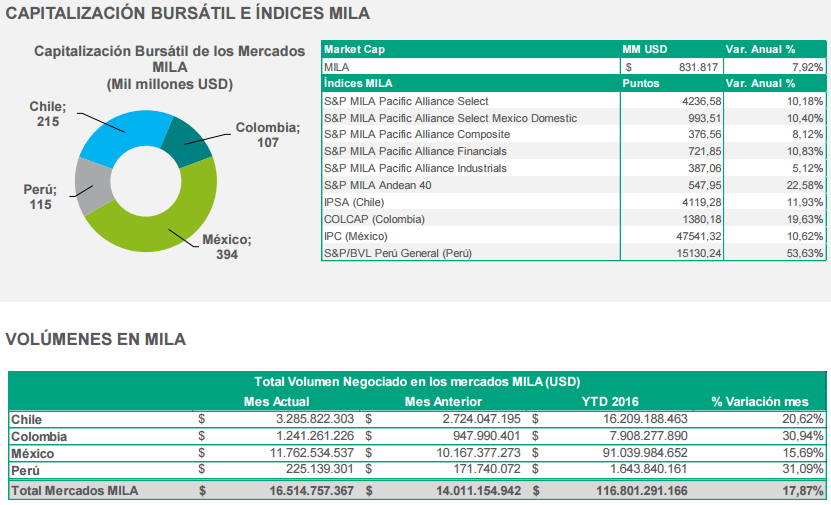 CAPITALIZACIÓN BURSÁTIL E ÍNDICES MILA
Capitalización Bursátil de los Mercados
MILA
(Mil millones USD)
Chile;
215
Colombia;
107
Perú;
115
México;
394
Market Cap MM USD Var. Anual %
MILA $ 831.817 7,92%
Índices MILA Puntos Var. Anual %
S&P MILA Pacific Alliance Select 4236,58 10,18%
S&P MILA Pacific Alliance Select Mexico Domestic 993,51 10,40%
S&P MILA Pacific Alliance Composite 376,56 8,12%
S&P MILA Pacific Alliance Financials 721,85 10,83%
S&P MILA Pacific Alliance Industrials 387,06 5,12%
S&P MILA Andean 40 547,95 22,58%
IPSA (Chile) 4119,28 11,93%
COLCAP (Colombia) 1380,18 19,63%
IPC (México) 47541,32 10,62%
S&P/BVL Perú General (Perú) 15130,24 53,63%
VOLÚMENES EN MILA
Total Volumen Negociado en los mercados MILA (USD)
Mes Actual Mes Anterior YTD 2016 % Variación mes
Chile $ 3.285.822.303 $ 2.724.047.195 $ 16.209.188.463 20,62%
Colombia $ 1.241.261.226 $ 947.990.401 $ 7.908.277.890 30,94%
México $ 11.762.534.537 $ 10.167.377.273 $ 91.039.984.652 15,69%
Perú $ 225.139.301 $ 171.740.072 $ 1.643.840.161 31,09%
Total Mercados MILA $ 16.514.757.367 $ 14.011.154.942 $ 116.801.291.166 17,87%